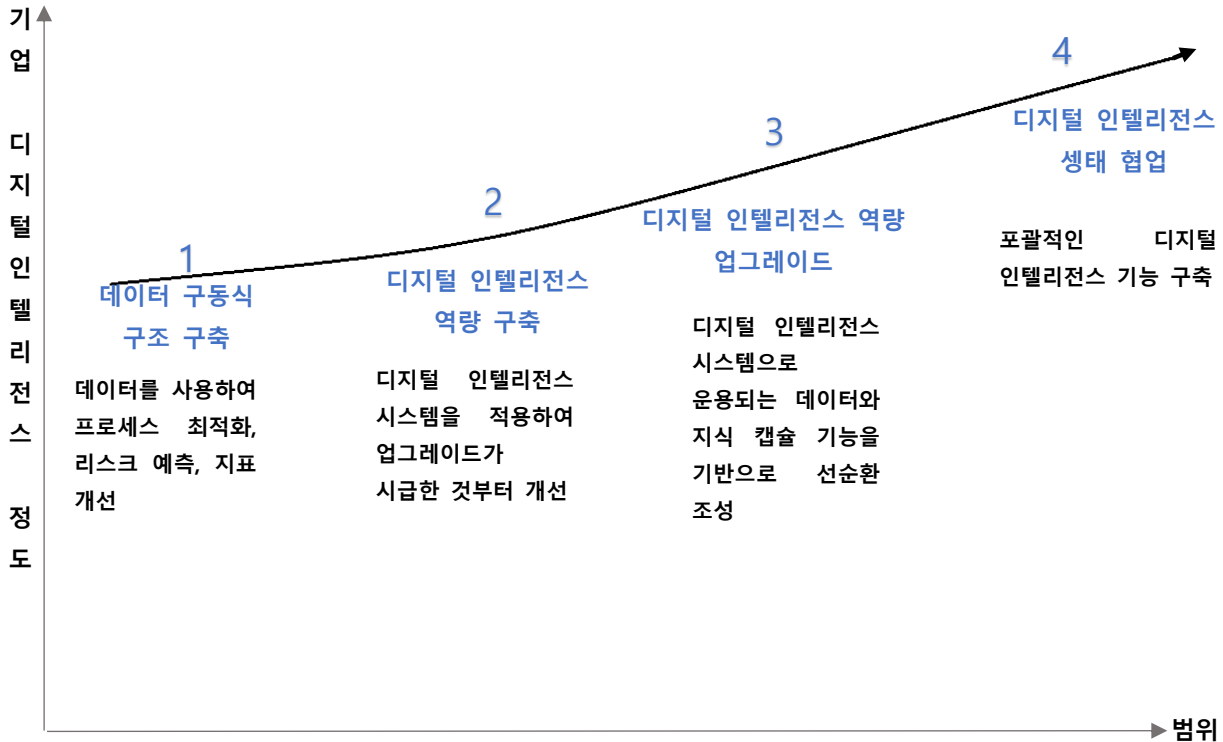 기업 디지털인텔리전스 정도
1
데이터 구동식
구조 구축
데이터를 사용하여
프로세스 최적화,
리스크 예측, 지표
개선
2
디지털 인텔리전스
역량 구축
디지털 인텔리전스
시스템을 적용하여
업그레이드가
시급한 것부터 개선
3
디지털 인텔리전스 역량
업그레이드
디지털 인텔리전스
시스템으로
운용되는 데이터와
지식 캡슐 기능을
기반으로 선순환
조성
4
디지털 인텔리전스
셍태 협업
포괄적인 디지털
인텔리전스 기능 구축
범위